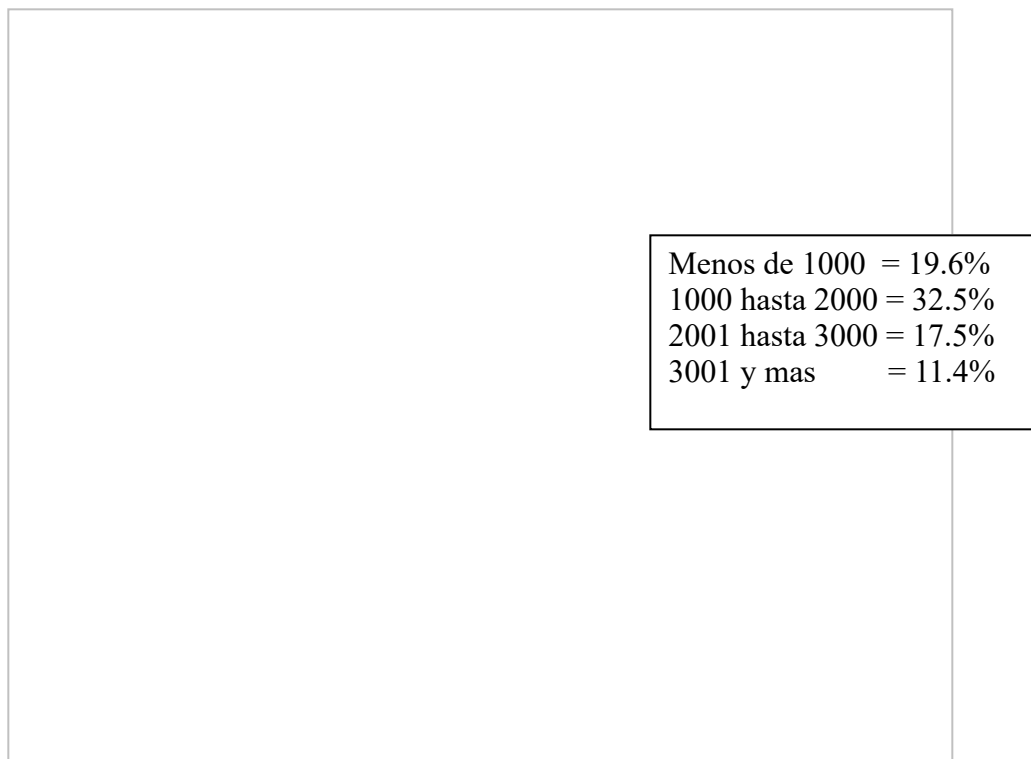 Menos de 1000 = 19.6%
1000 hasta 2000 = 32.5%
2001 hasta 3000 = 17.5%
3001 y mas = 11.4%